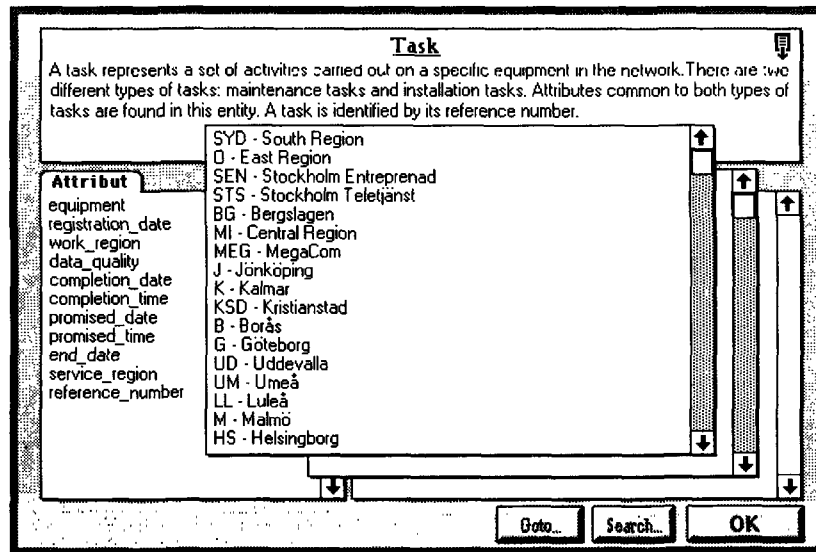 Task
A task represents a set of activities carried out on a specific equipment in the network. There are two
different types of tasks: maintenance tasks and installation tasks. Attributes common to both types of
tasks are found in this entity. A task is identified by its reference number.
SYD - South Region
O - East Region
SEN - Stockholm Entreprenad
STS - Stockholm Teletjänst
BG - Bergslagen
MI - Central Region
MEG - MegaCom
J - Jönköping
K - Kalmar
KSD - Kristianstad
B - Borås
G - Göteborg
UD - Uddevalla
UM - Umeå
LL - Luleå
M - Malmö
HS - Helsingborg
Attribut
equipment
registration_date
work_region
data_quality
completion_date
completion_time
promised_date
promised_time
end_date
service_region
reference_number
Goto... Search... OK